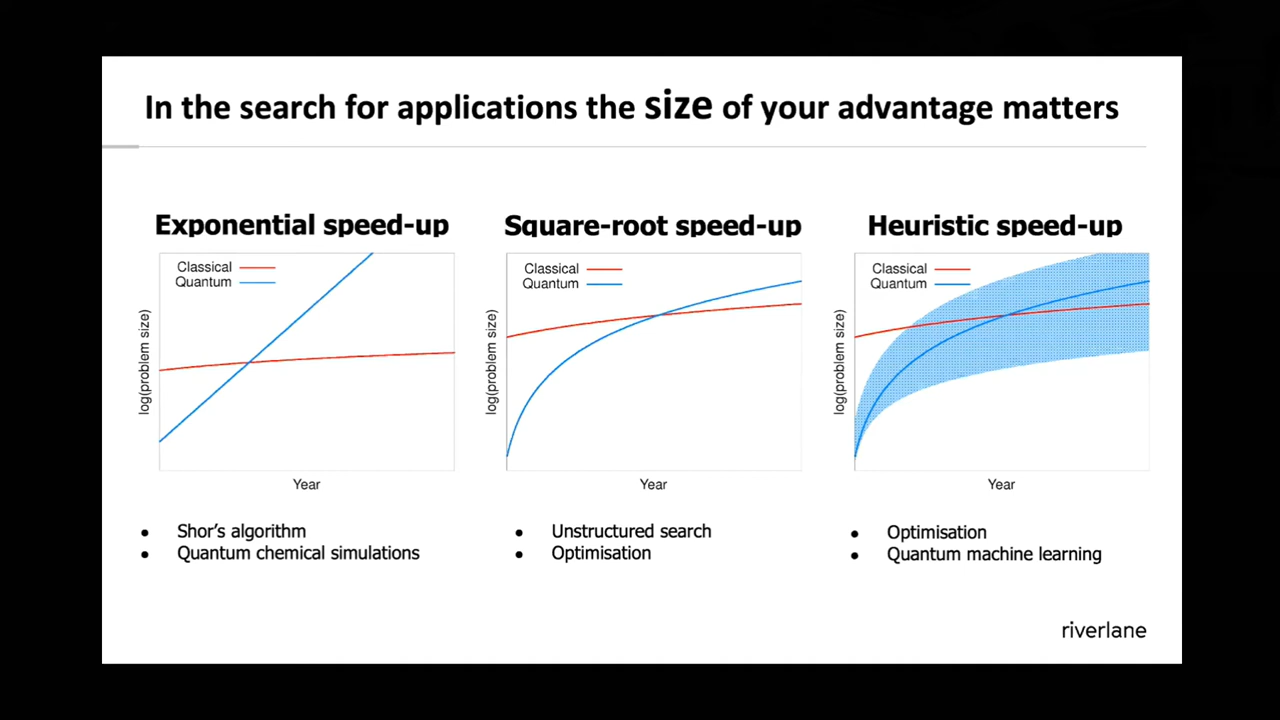 In the search for applications the size of your advantage matters
Exponential speed-up
Classical
Quantum
log(problem size)
Year
• Shor's algorithm
• Quantum chemical simulations
Square-root speed-up
Classical
Quantum
log(problem size)
Year
• Unstructured search
• Optimisation
Heuristic speed-up
Classical
Quantum
log(problem size)
Year
• Optimisation
• Quantum machine learning
riverlane